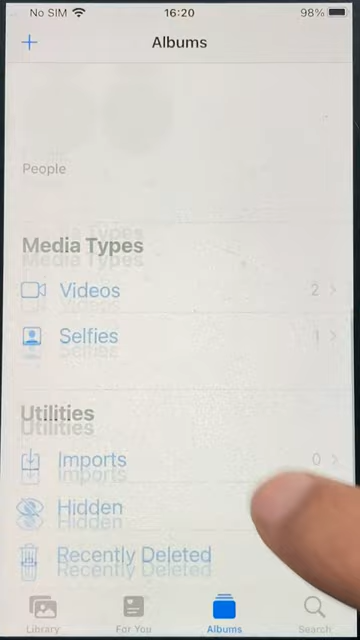 No SIM 16:20 98%
Albums
People
Media Types
Videos 2
Selfies 1
Utilities
Imports 0
Hidden
Recently Deleted
Library For You Albums Search